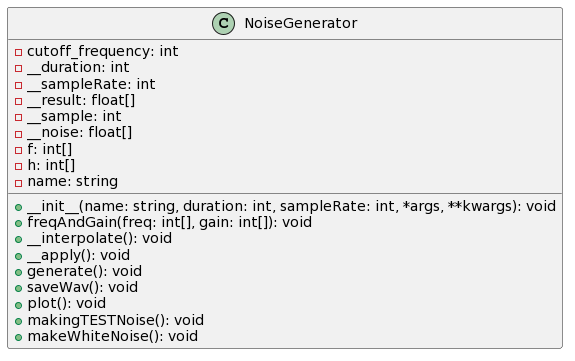 C NoiseGenerator
cutoff_frequency: int
__duration: int
__sampleRate: int
__result: float[]
__sample: int
__noise: float[]
f: int[]
h: int[]
name: string
__init__(name: string, duration: int, sampleRate: int, *args, **kwargs): void
freqAndGain(freq: int[], gain: int[]): void
__interpolate(): void
__apply(): void
generate(): void
saveWav(): void
plot(): void
makingTESTNoise(): void
makeWhiteNoise(): void